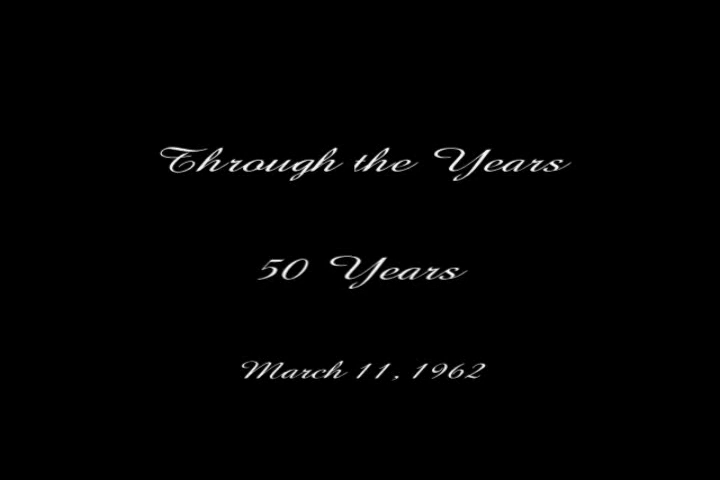 Through the Years
50 Years
March 11, 1962